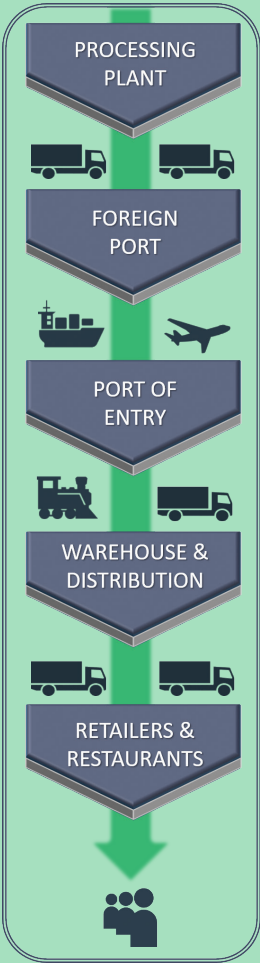 PROCESSING
PLANT
FOREIGN
PORT
PORT OF
ENTRY
WAREHOUSE &
DISTRIBUTION
RETAILERS &
RESTAURANTS